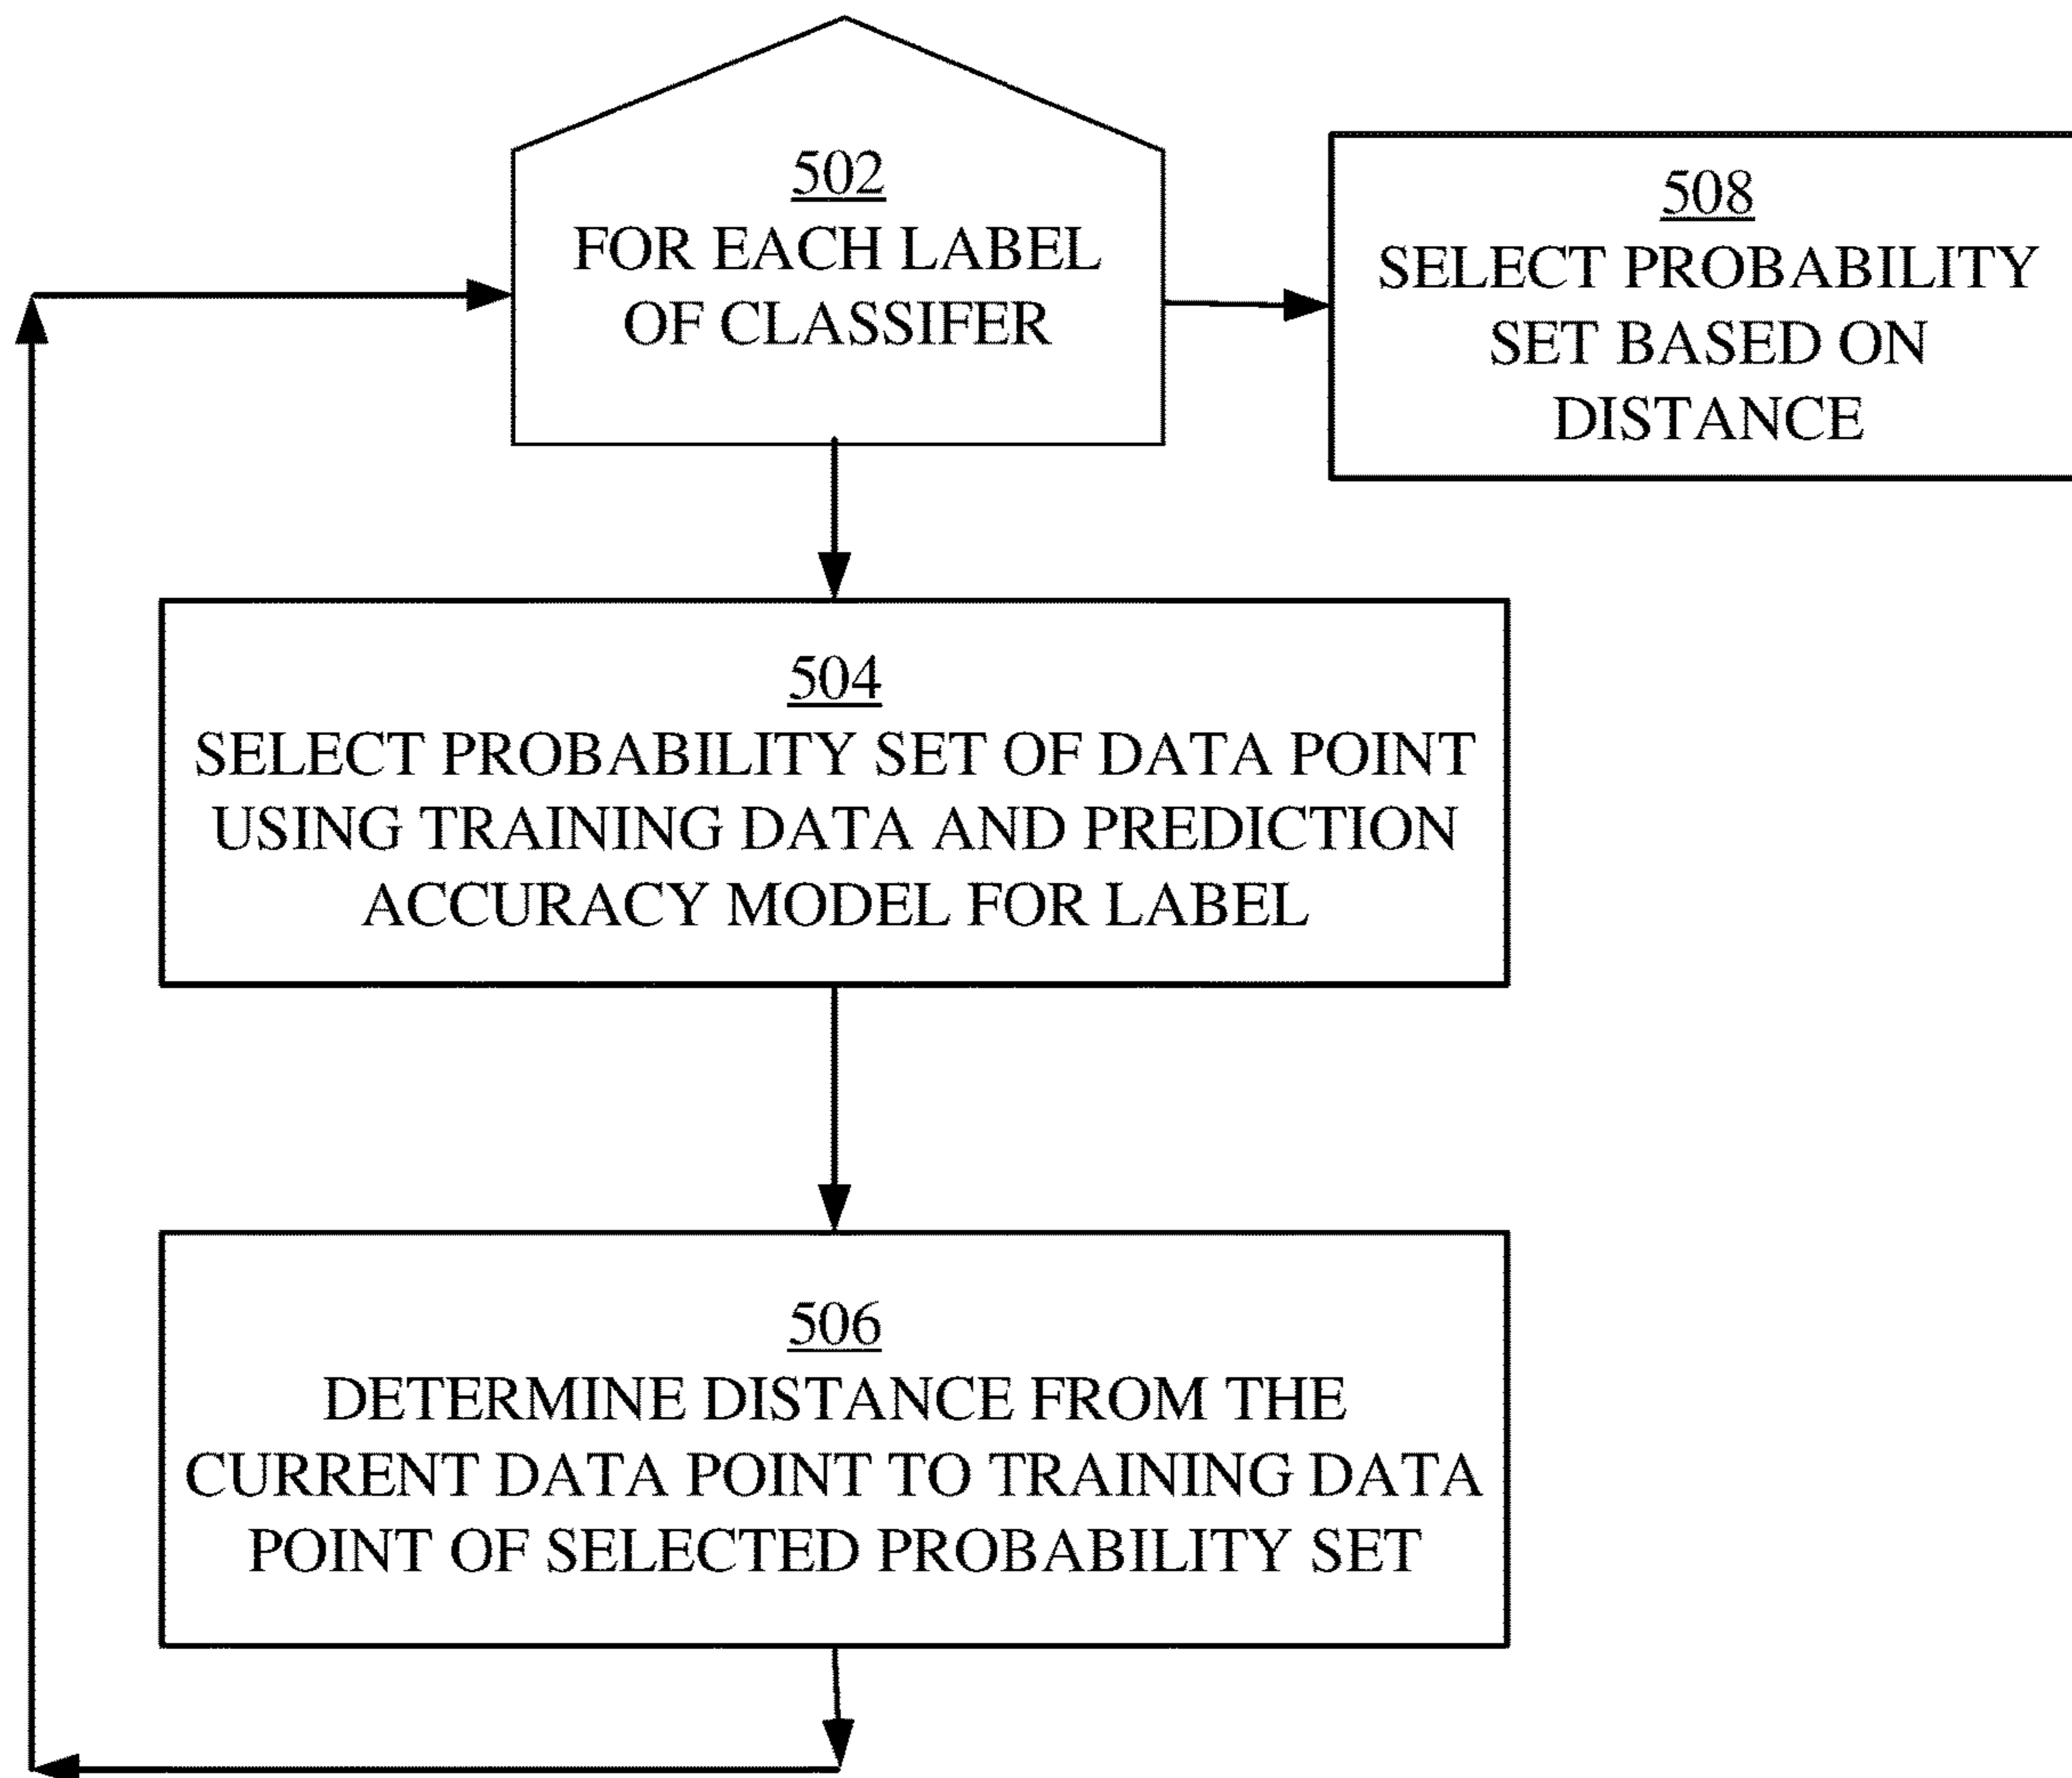 502
FOR EACH LABEL
OF CLASSIFER
508
SELECT PROBABILITY
SET BASED ON
DISTANCE
504
SELECT PROBABILITY SET OF DATA POINT
USING TRAINING DATA AND PREDICTION
ACCURACY MODEL FOR LABEL
506
DETERMINE DISTANCE FROM THE
CURRENT DATA POINT TO TRAINING DATA
POINT OF SELECTED PROBABILITY SET